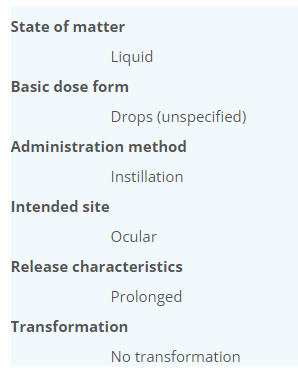 State of matter
Liquid
Basic dose form
Drops (unspecified)
Administration method
Instillation
Intended site
Ocular
Release characteristics
Prolonged
Transformation
No transformation